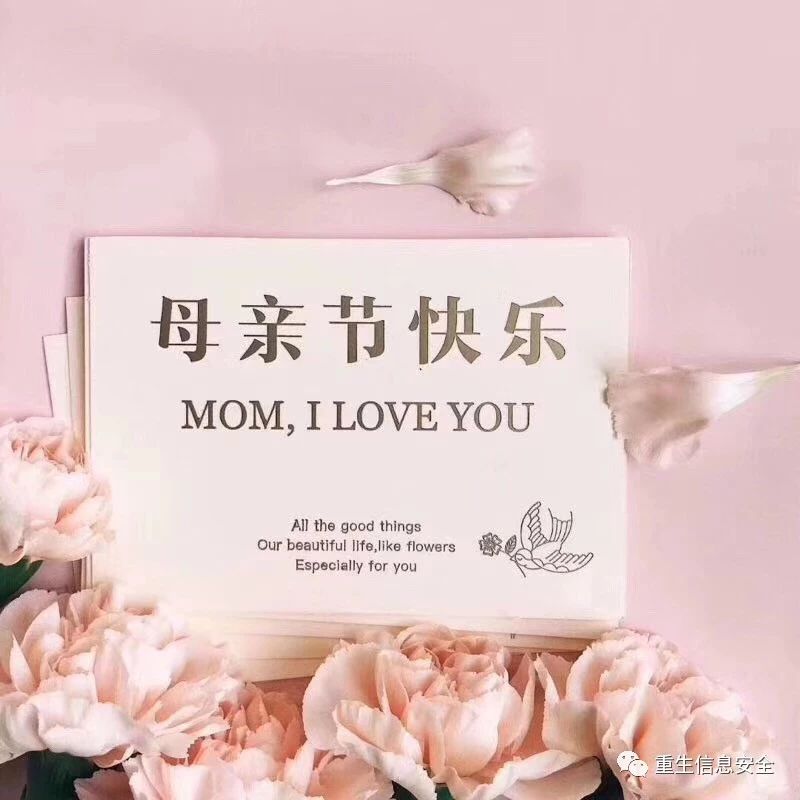 母亲节快乐
MOM, I LOVE YOU
All the good things
Our beautiful life,like flowers
Especially for you
重生信息安全